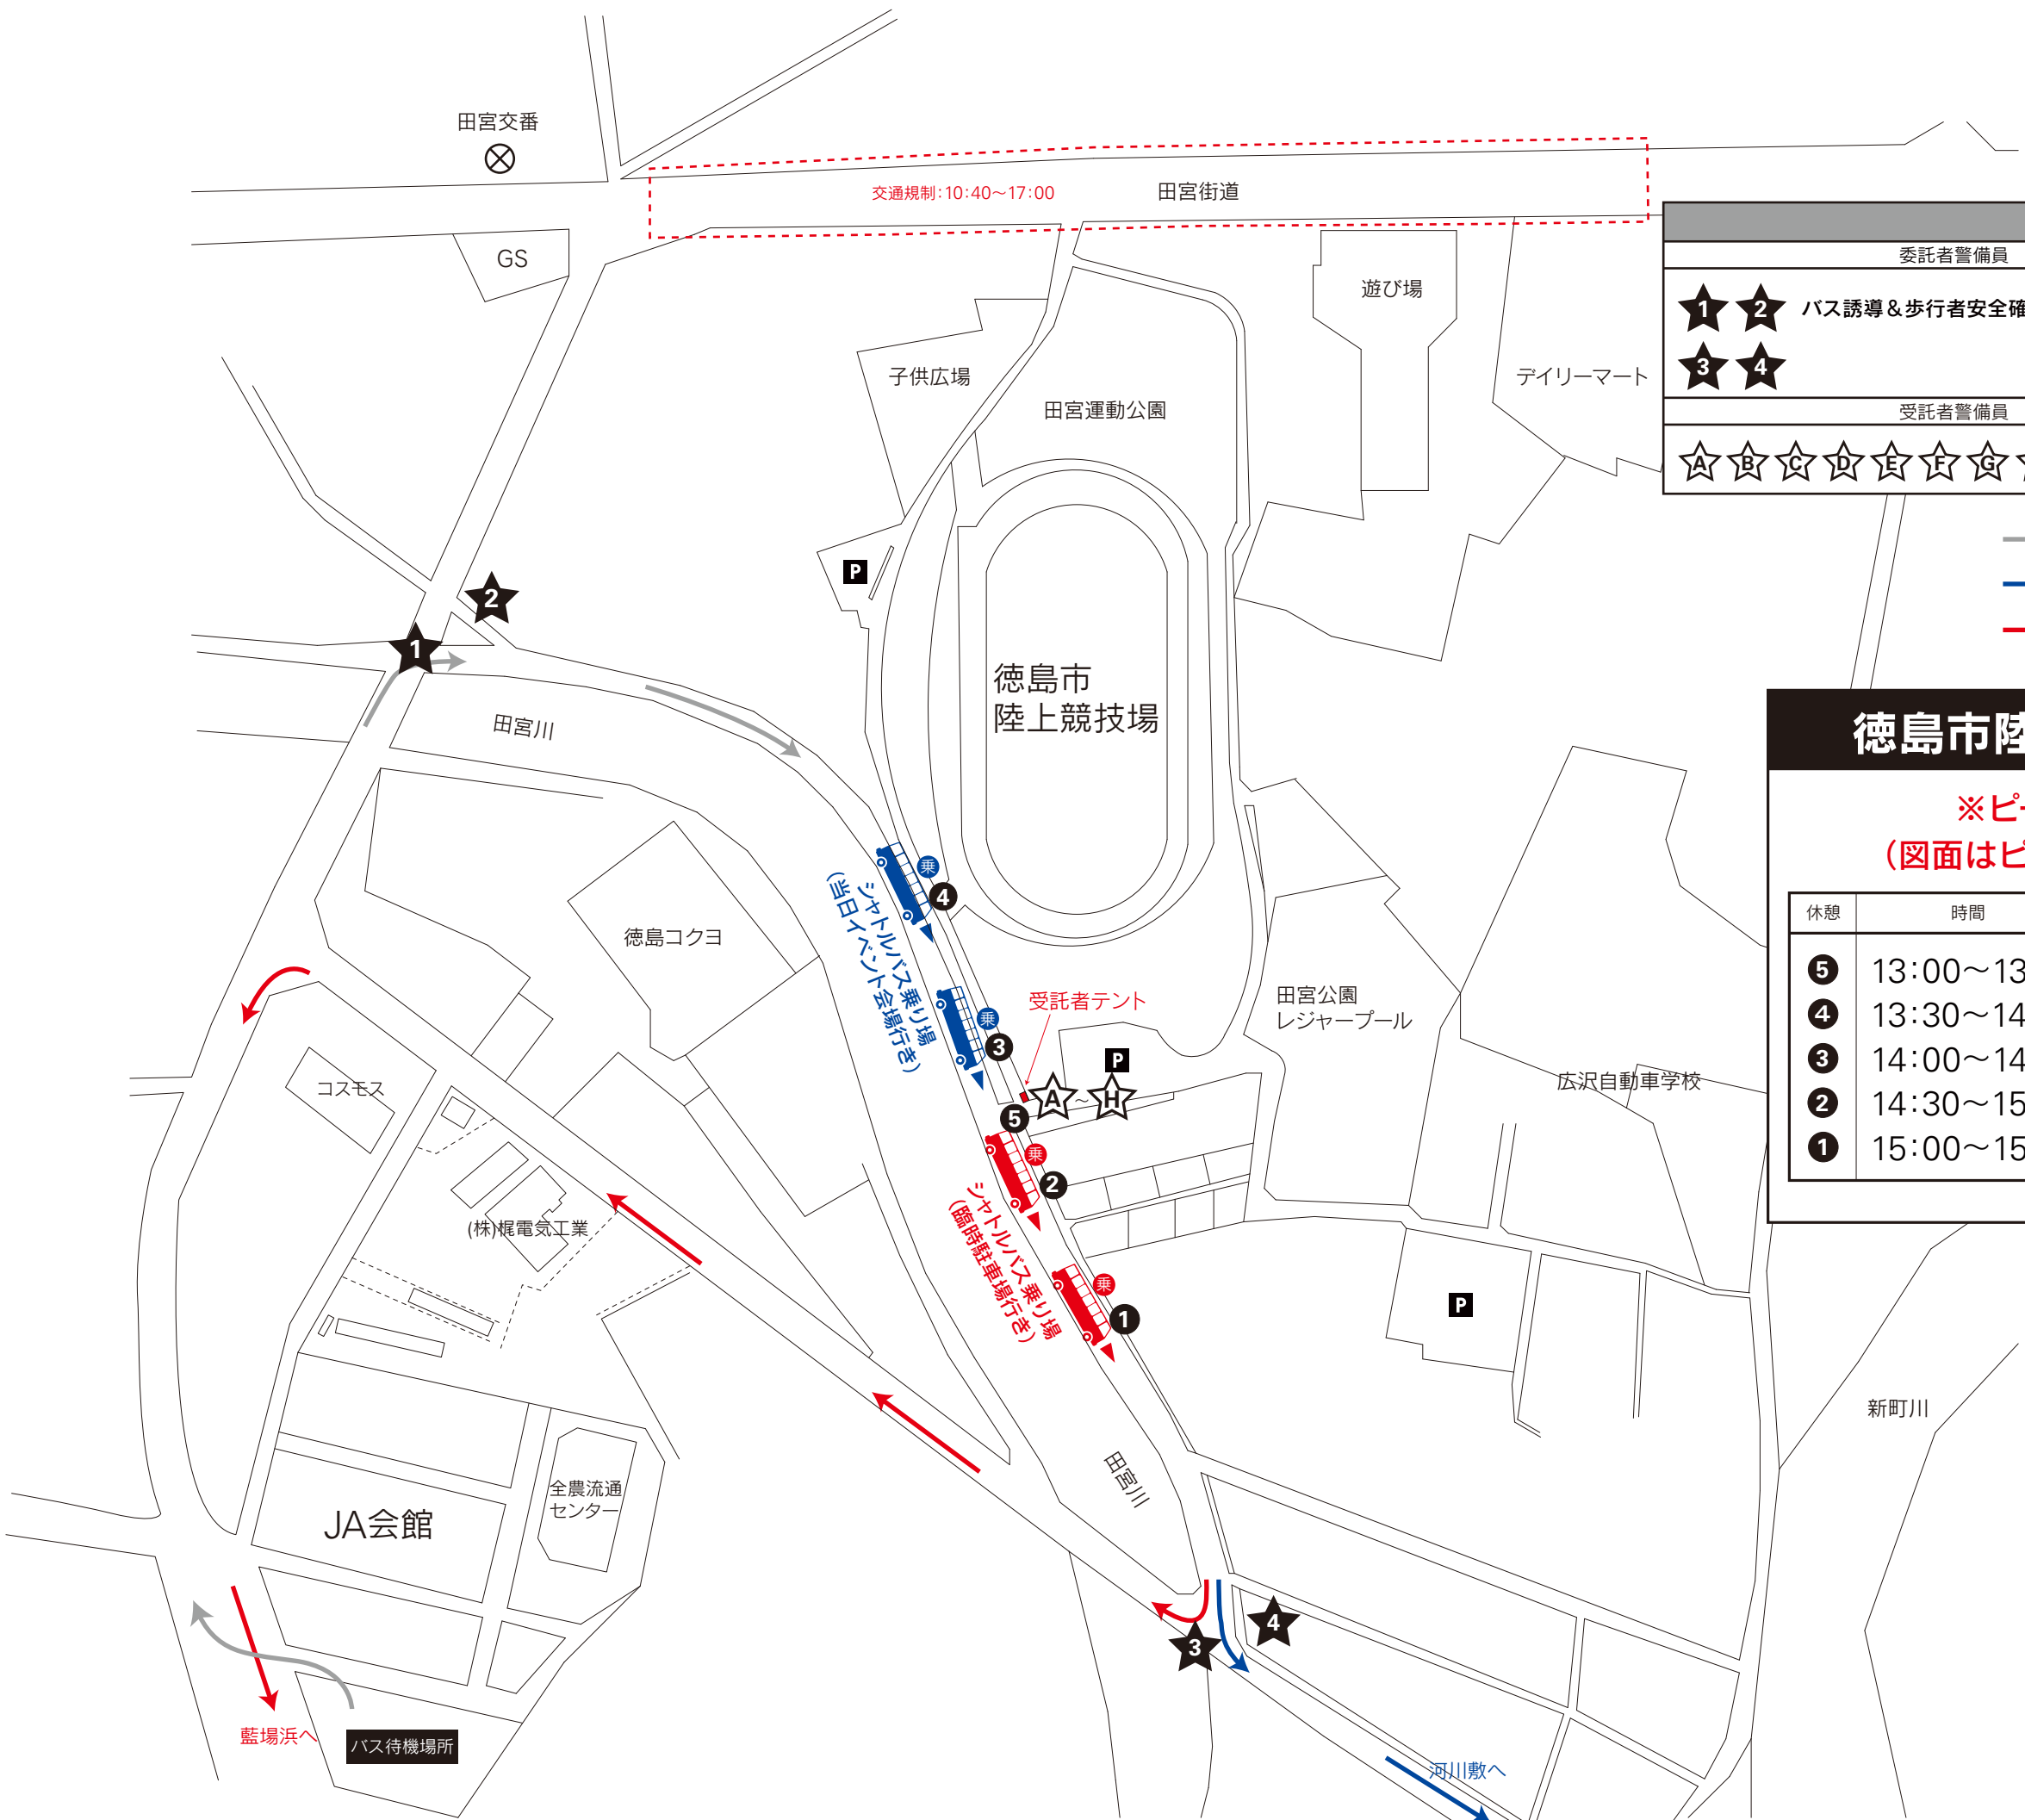 田宮交番
交通規制：10：40～17：00
田宮街道
GS
遊び場
委託者警備員
1 2 バス誘導＆歩行者安全確
3 4
子供広場
デイリーマート
田宮運動公園
受託者警備員
A B C D E F G
P
2
1
徳島市
陸上競技場
田宮川
徳島市陸
※ピ
（図面はピ
休憩 時間
5 13：00～13
4 13：30～14
3 14：00～14
2 14：30～15
1 15：00～15
乗
4
シャトルバス乗り場
（当日イベント会場行き）
徳島コクヨ
乗
3
受託者テント
田宮公園
レジャープール
P
A ～ H
5
コスモス
広沢自動車学校
乗
2
シャトルバス乗り場
（臨時駐車場行き）
(株)梶電気工業
乗
1
P
新町川
田宮川
全農流通
センター
JA会館
4
3
藍場浜へ
バス待機場所
河川敷へ